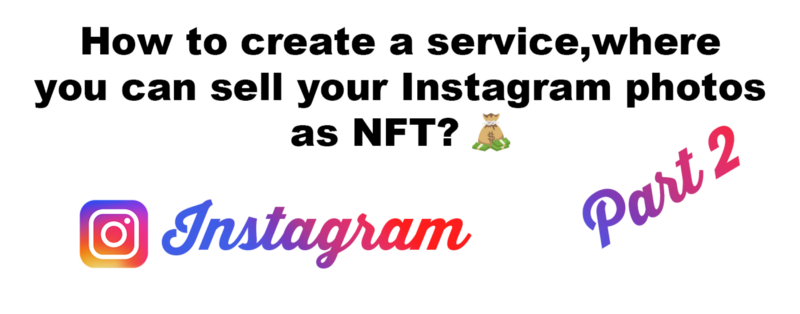 How to create a service,where
you can sell your Instagram photos
as NFT? 💰
Part 2
Instagram